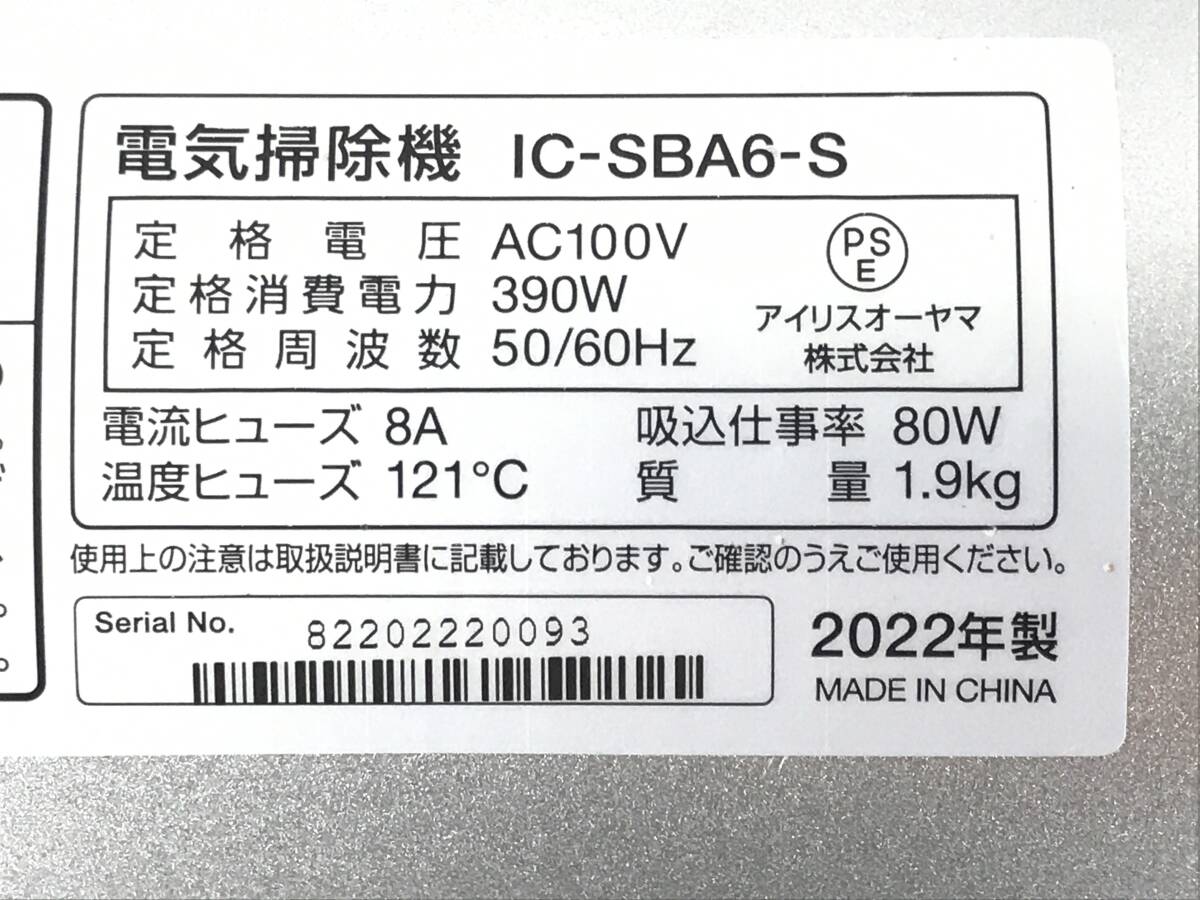 電気掃除機 IC-SBA6-S
定格電圧 AC100V
定格消費電力 390W
定格周波数 50/60Hz
PS
E
アイリスオーヤマ
株式会社
電流ヒューズ 8A 吸込仕事率 80W
温度ヒューズ 121°C 質量 1.9kg
使用上の注意は取扱説明書に記載しております。ご確認のうえご使用ください。
Serial No. 82202220093
2022年製
MADE IN CHINA